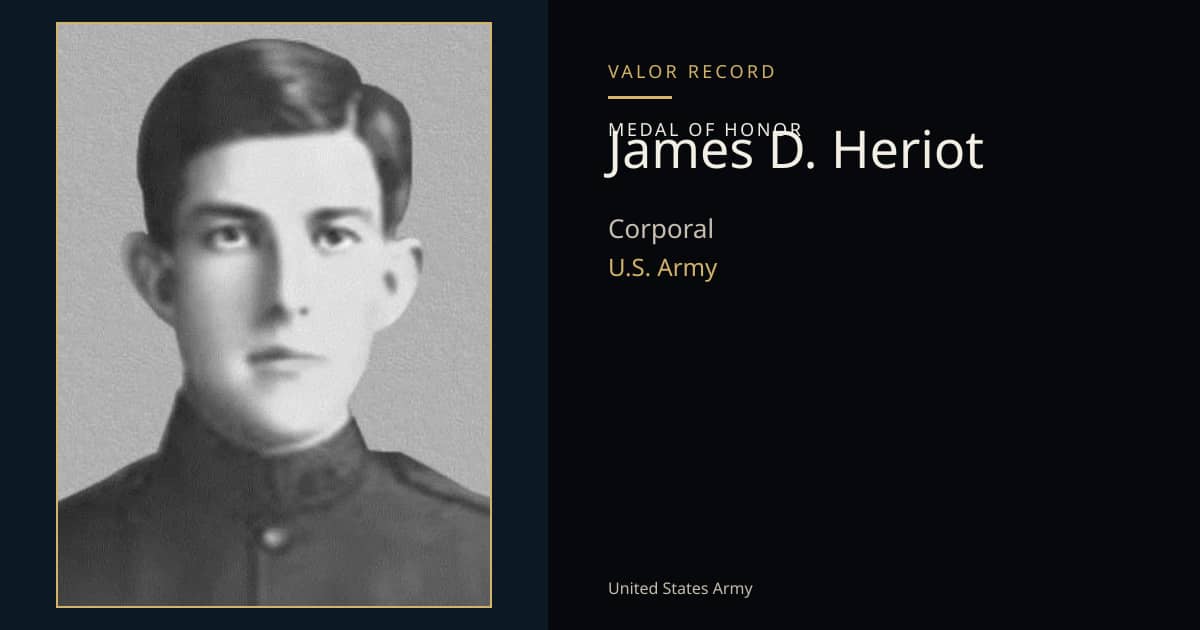 VALOR RECORD
MEDAL OF HONOR
James D. Heriot
Corporal
U.S. Army
United States Army